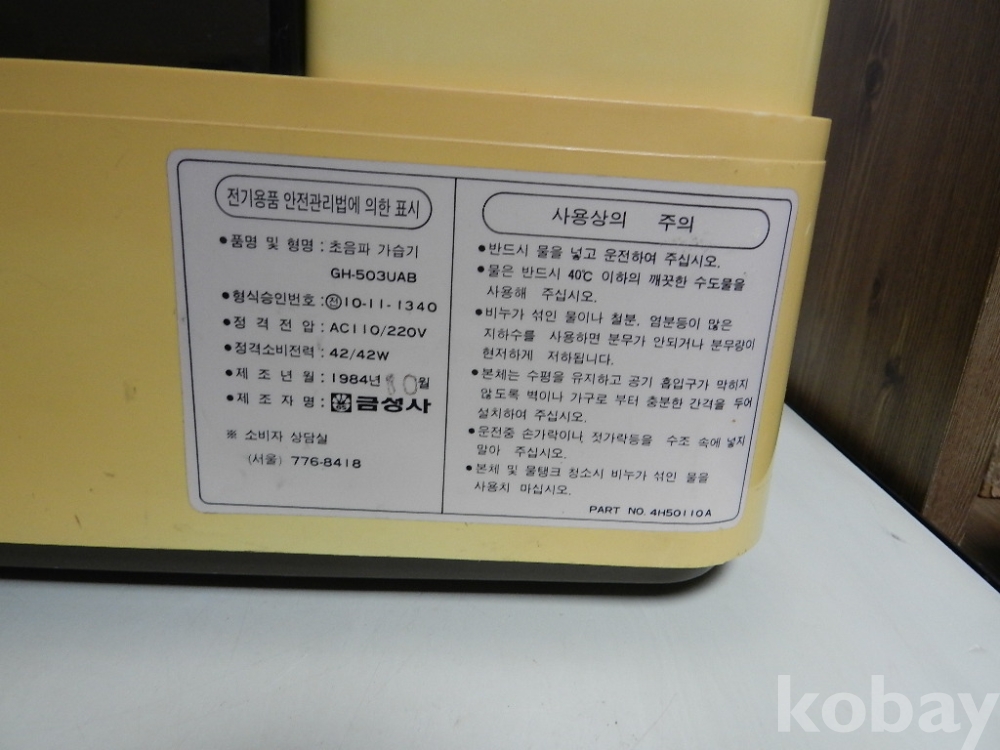 전기용품 안전관리법에 의한 표시
●품명 및 형명 : 초음파 가습기
GH-503UAB
●형식승인번호 : 전 10-11-1340
●정 격 전 압 : AC110/220V
●정격소비전력 : 42/42W
●제 조 년 월 : 1984년 10월
●제 조 자 명 : 금성사
※ 소비자 상담실
(서울) 776-8418
사용상의 주의
●반드시 물을 넣고 운전하여 주십시오.
●물은 반드시 40℃ 이하의 깨끗한 수도물을
사용해 주십시오.
●비누가 섞인 물이나 철분, 염분등이 많은
지하수를 사용하면 분무가 안되거나 분무량이
현저하게 저하됩니다.
●본체는 수평을 유지하고 공기 흡입구가 막히지
않도록 벽이나 가구로 부터 충분한 간격을 두어
설치하여 주십시오.
●운전중 손가락이나, 젓가락등을 수조 속에 넣지
말아 주십시오.
●본체 및 물탱크 청소시 비누가 섞인 물을
사용치 마십시오.
PART NO. 4H50110A
kobay